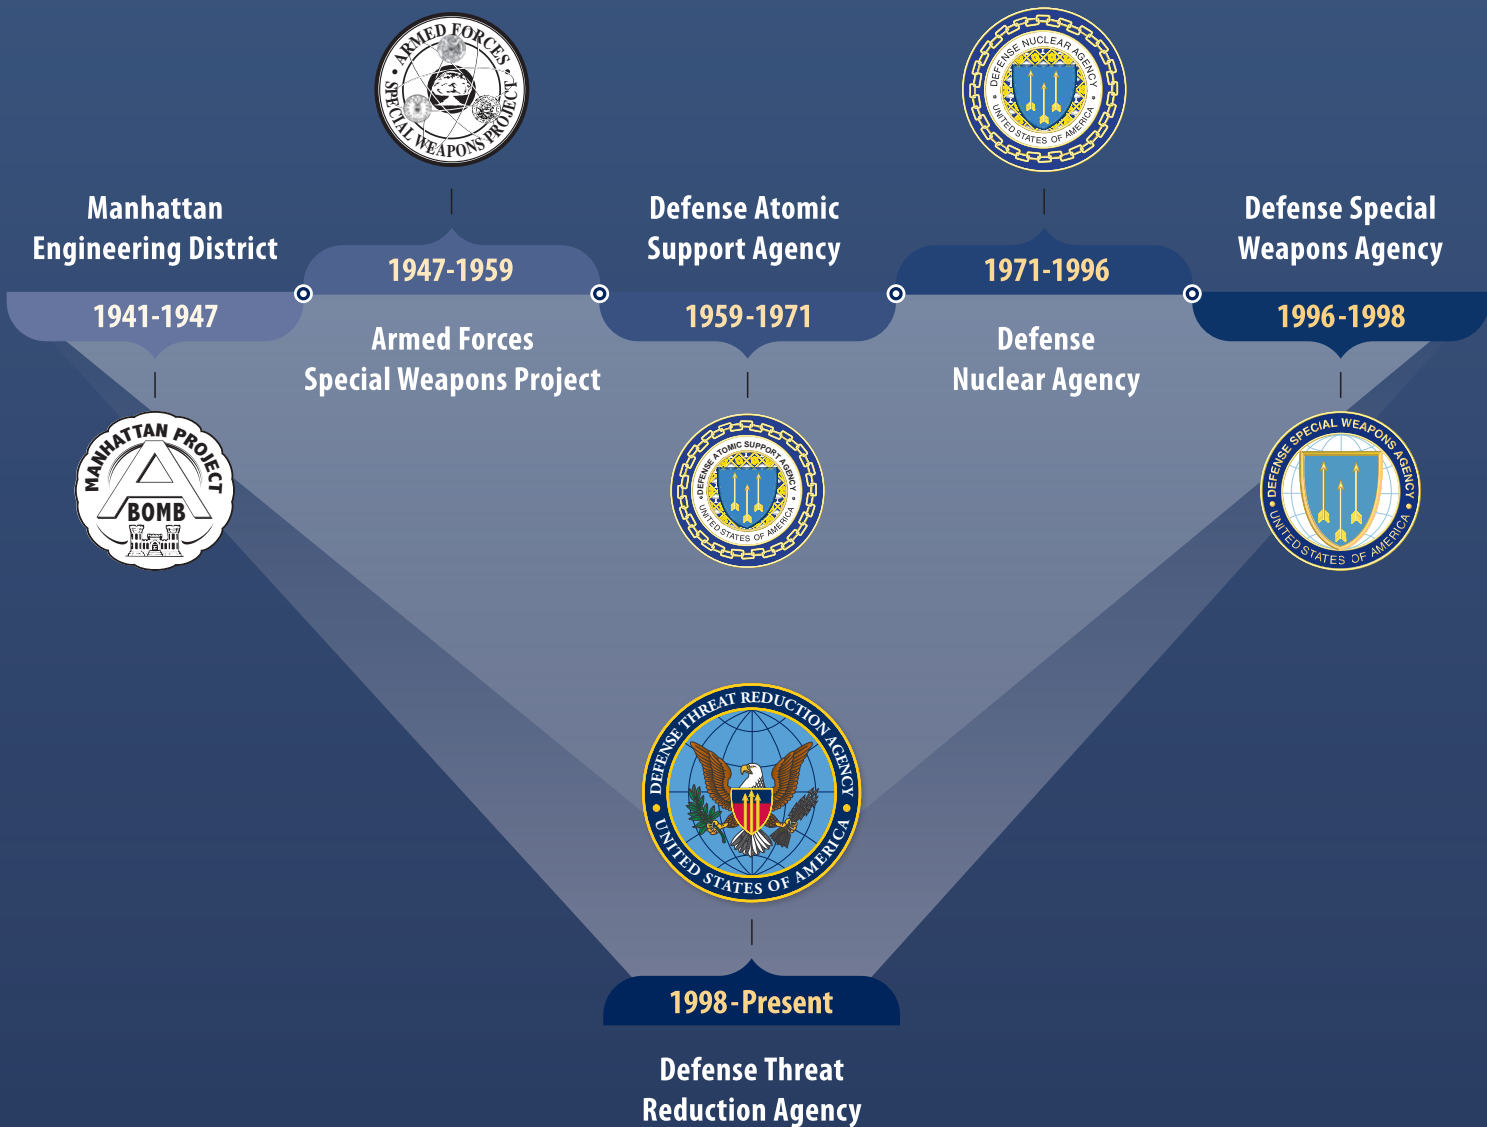 ARMED FORCES
SPECIAL WEAPONS PROJECT
DEFENSE NUCLEAR AGENCY
UNITED STATES OF AMERICA
Manhattan
Engineering District
1941-1947
MANHATTAN PROJECT
A
BOMB
1947-1959
Armed Forces
Special Weapons Project
Defense Atomic
Support Agency
1959-1971
DEFENSE ATOMIC SUPPORT AGENCY
UNITED STATES OF AMERICA
1971-1996
Defense
Nuclear Agency
Defense Special
Weapons Agency
1996-1998
DEFENSE SPECIAL WEAPONS AGENCY
UNITED STATES OF AMERICA
DEFENSE THREAT REDUCTION AGENCY
UNITED STATES OF AMERICA
1998-Present
Defense Threat
Reduction Agency